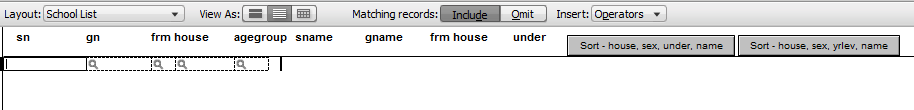 Layout: School List View As: Matching records: Include Omit Insert: Operators
sn gn frm house agegroup sname gname frm house under Sort - house, sex, under, name Sort - house, sex, yrlev, name